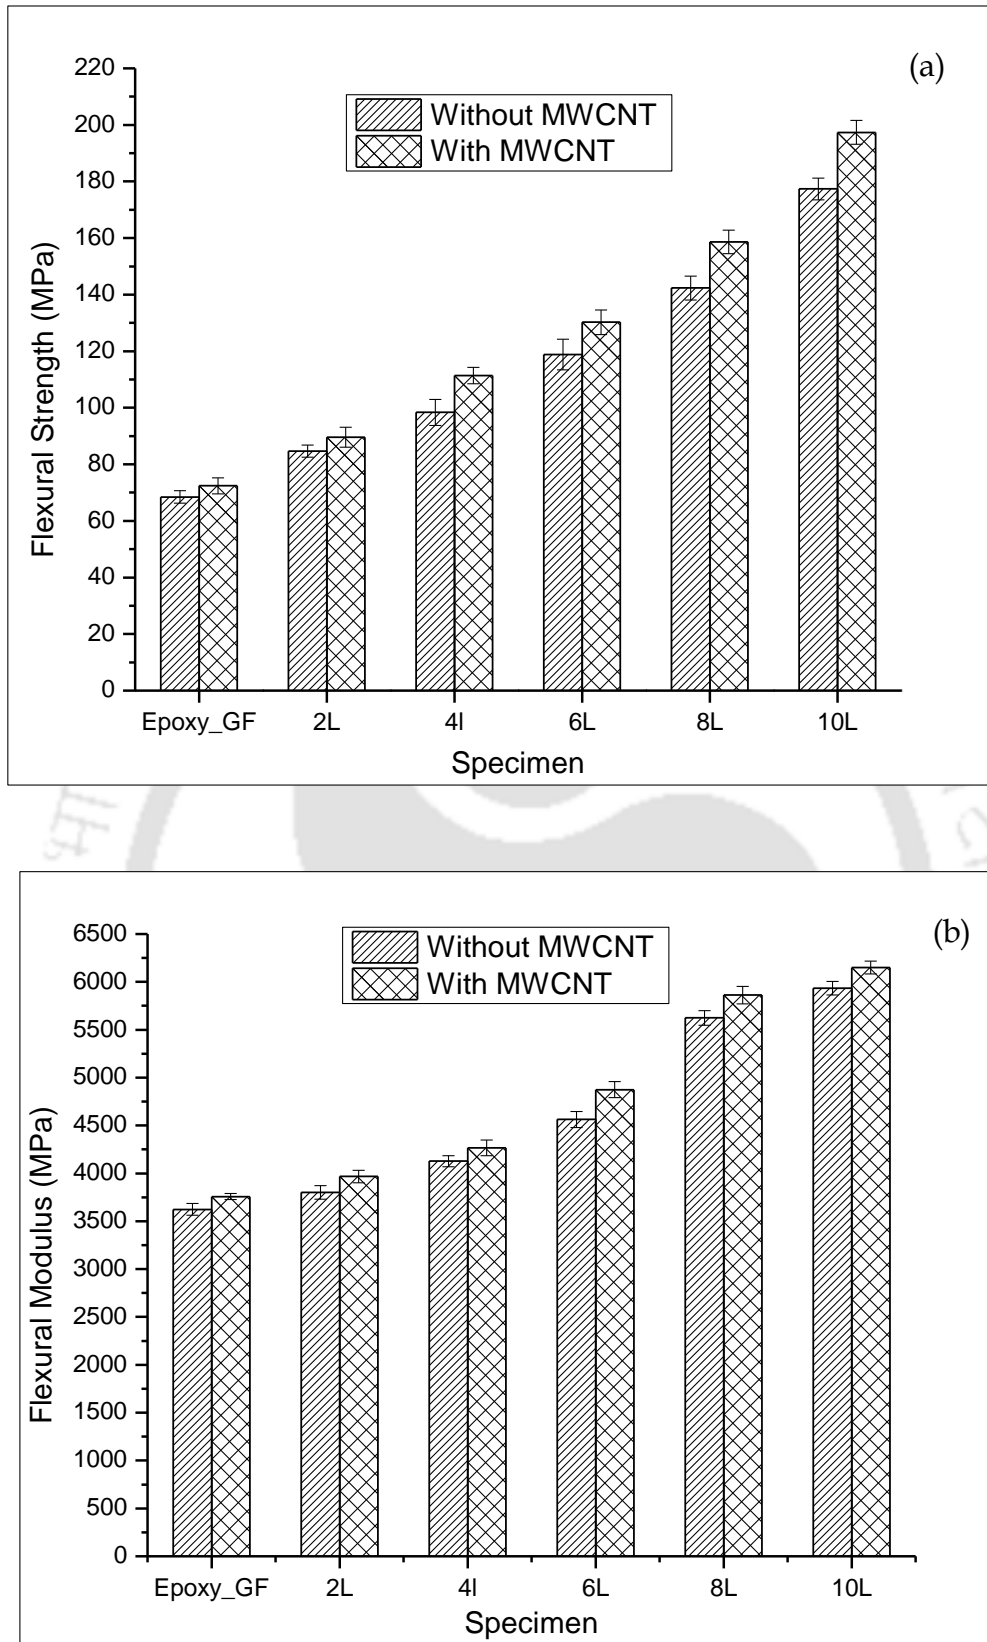 (a)
220
200
180
160
140
120
100
80
60
40
20
0
Flexural Strength (MPa)
Without MWCNT
With MWCNT
Epoxy_GF 2L 4l 6L 8L 10L
Specimen
(b)
6500
6000
5500
5000
4500
4000
3500
3000
2500
2000
1500
1000
500
0
Flexural Modulus (MPa)
Without MWCNT
With MWCNT
Epoxy_GF 2L 4l 6L 8L 10L
Specimen